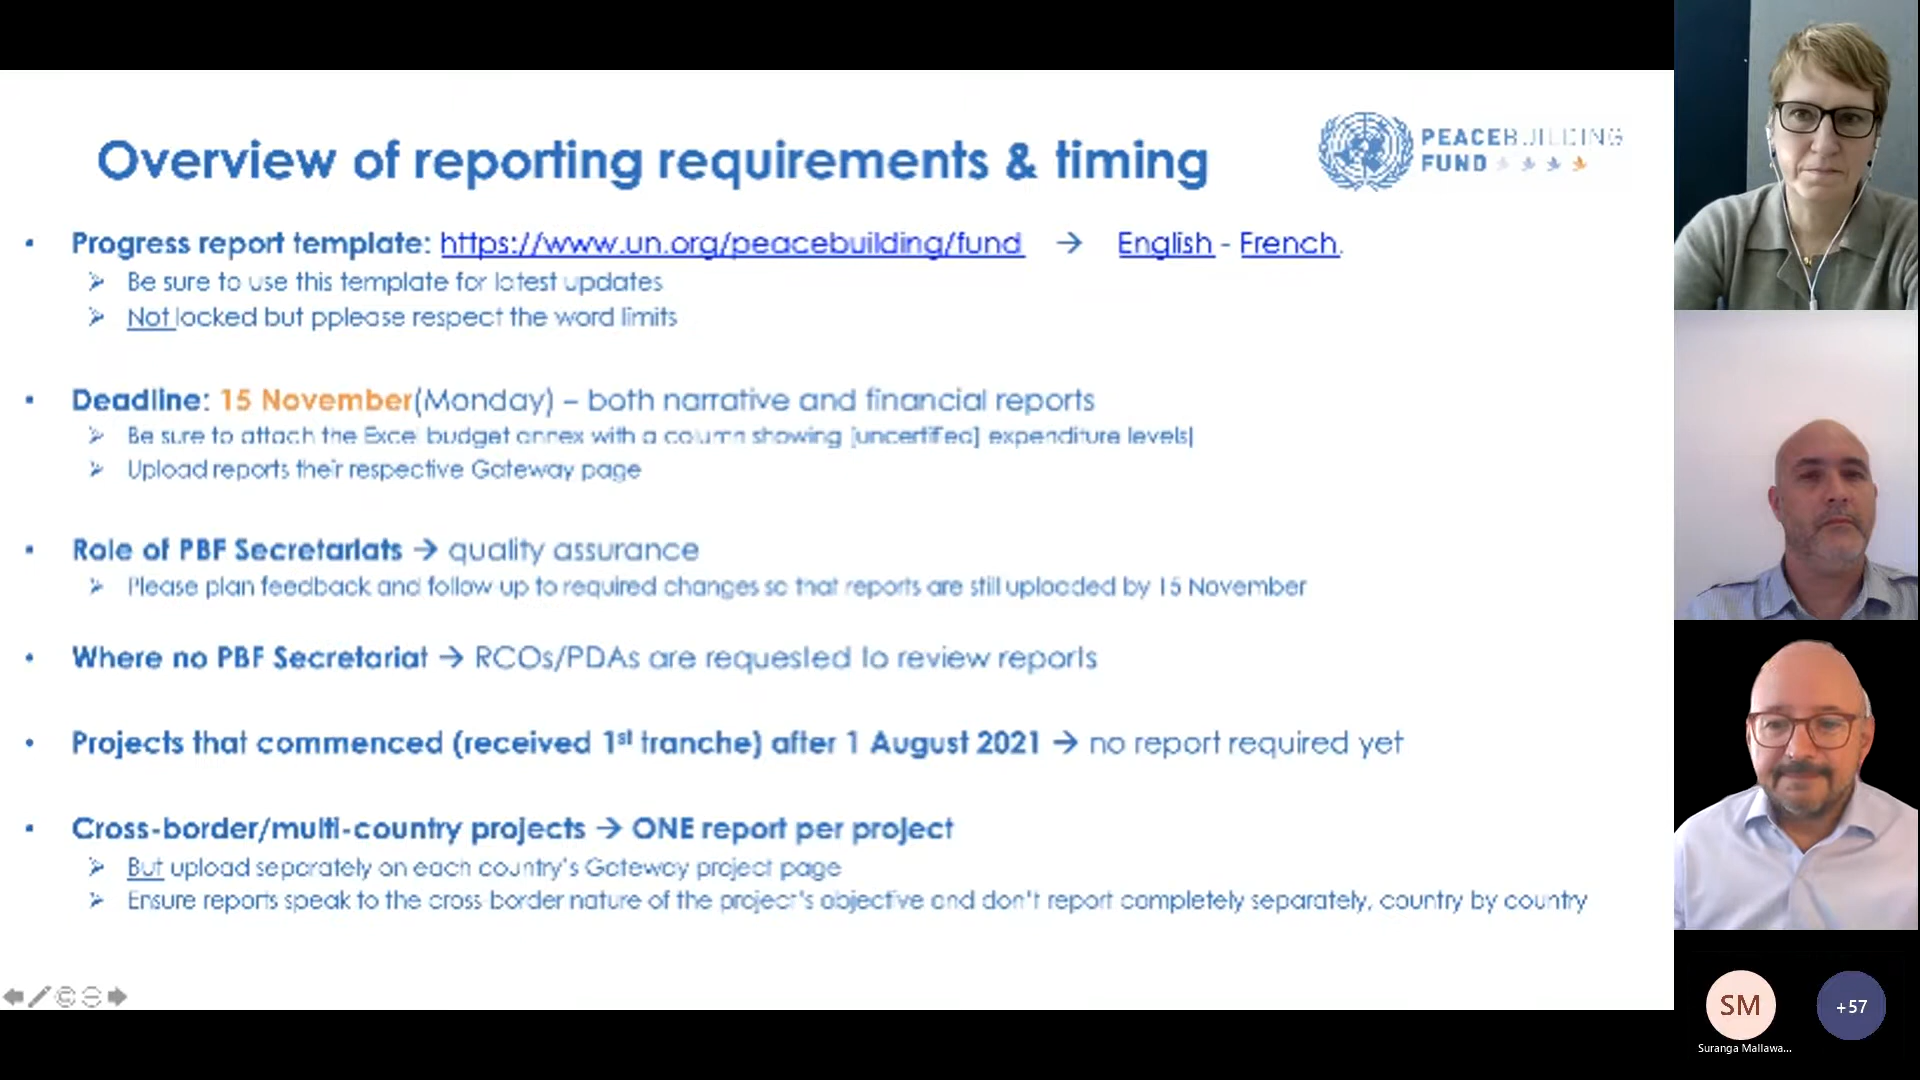 Overview of reporting requirements & timing
PEACEBUILDING
FUND
• Progress report template: https://www.un.org/peacebuilding/fund → English - French.
➢ Be sure to use this template for latest updates
➢ Not locked but pplease respect the word limits
• Deadline: 15 November(Monday) – both narrative and financial reports
➢ Be sure to attach the Excel budget annex with a column showing [uncertified] expenditure levels]
➢ Upload reports their respective Gateway page
• Role of PBF Secretariats → quality assurance
➢ Please plan feedback and follow up to required changes so that reports are still uploaded by 15 November
• Where no PBF Secretariat → RCOs/PDAs are requested to review reports
• Projects that commenced (received 1st tranche) after 1 August 2021 → no report required yet
• Cross-border/multi-country projects → ONE report per project
➢ But upload separately on each country's Gateway project page
➢ Ensure reports speak to the cross border nature of the project's objective and don't report completely separately, country by country
SM
+57
Suranga Mallawa...